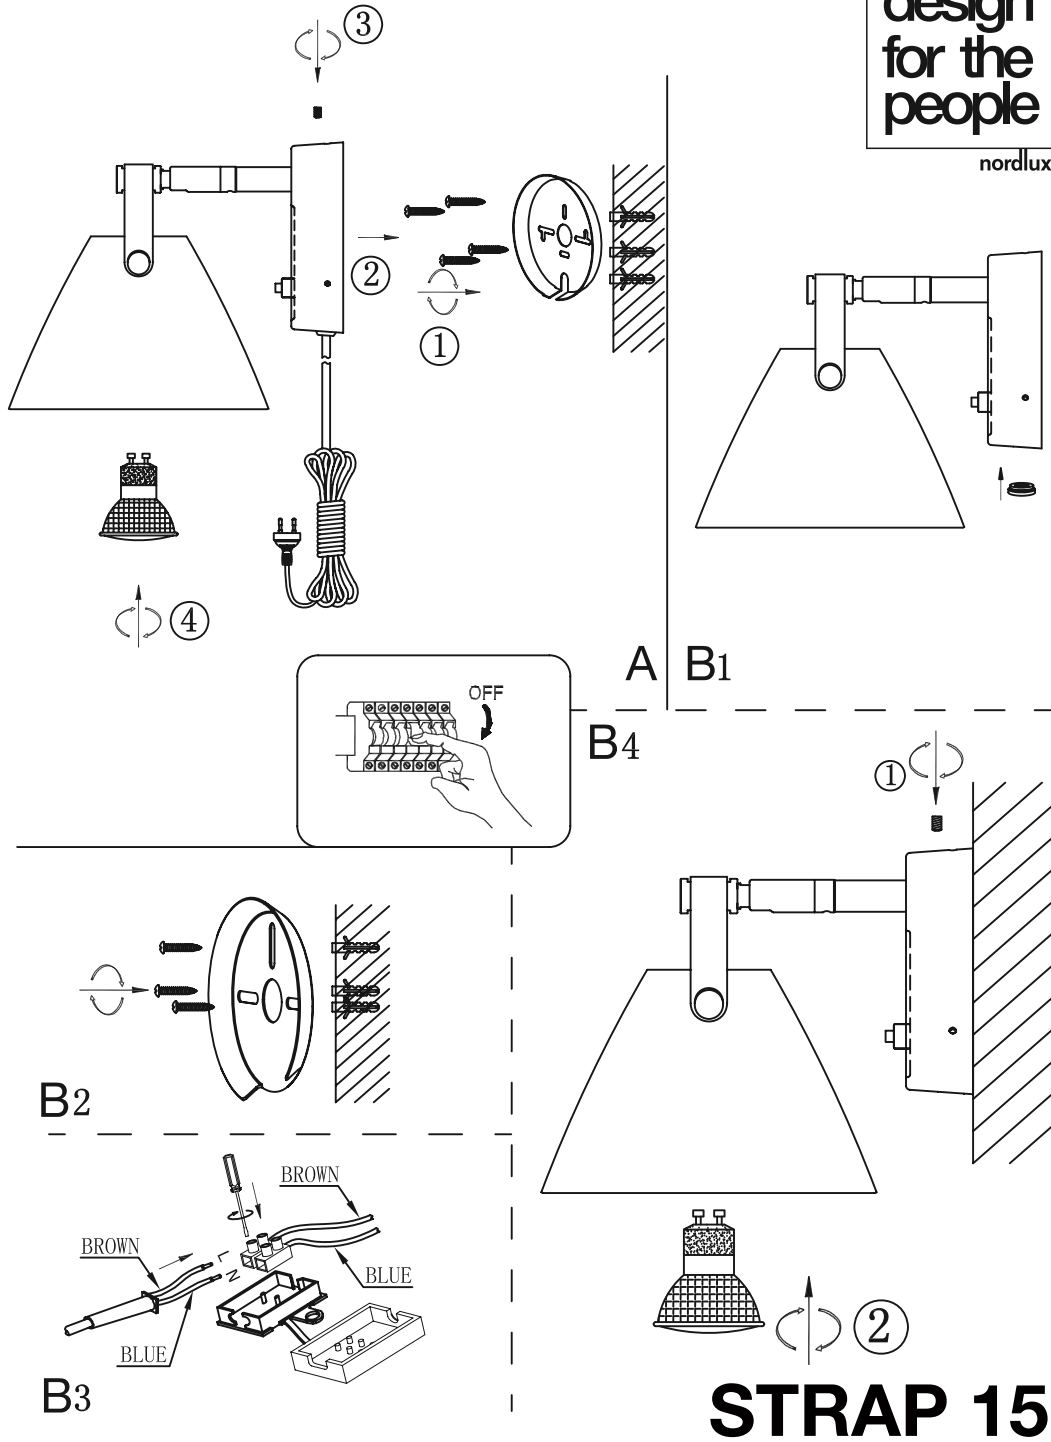 design
for the
people
nordlux
3
2
1
4
A
B1
OFF
B4
1
B2
BROWN
BROWN
L
N
BLUE
BLUE
B3
2
STRAP 15